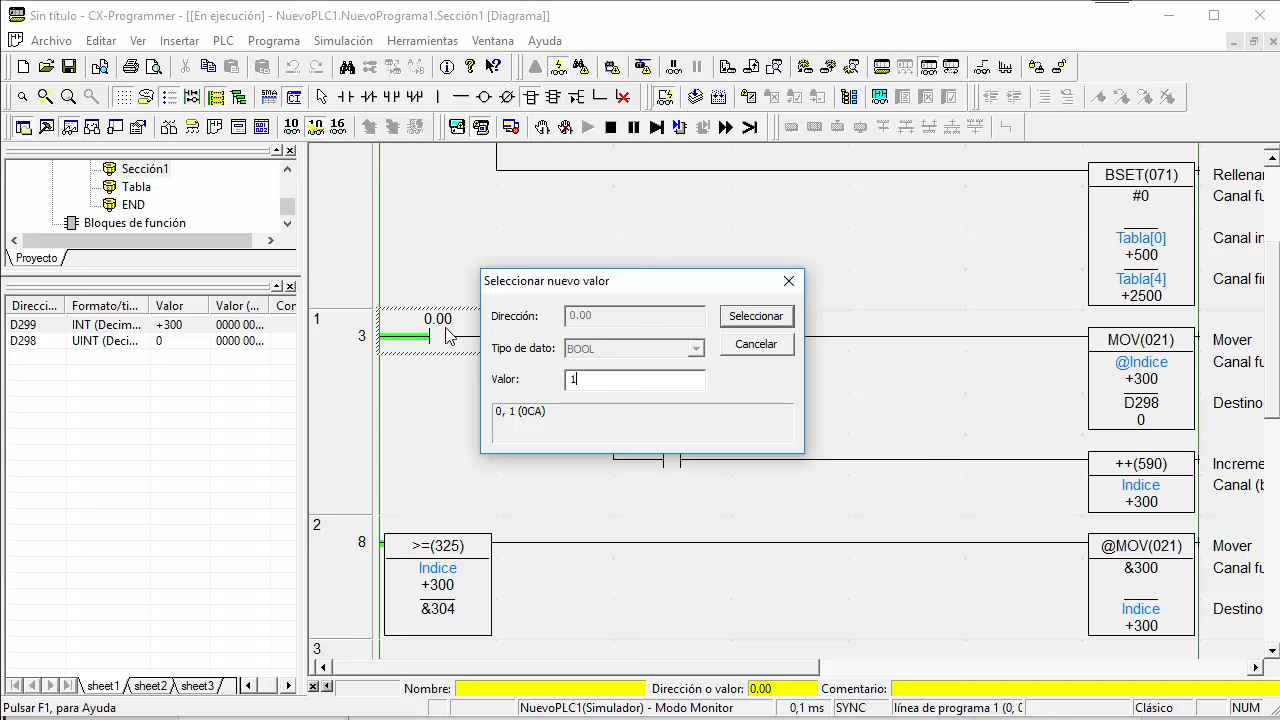 Sin título - CX-Programmer - [[En ejecución] - NuevoPLC1.NuevoPrograma1.Sección1 [Diagrama]]
Archivo Editar Ver Insertar PLC Programa Simulación Herramientas Ventana Ayuda
10 10 16
Sección1
Tabla
END
Bloques de función
Proyecto
Direcci... Formato/ti... Valor Valor (... Cor
D299 INT (Decim... +300 0000 00...
D298 UINT (Deci... 0 0000 00...
sheet1 sheet2 sheet3
BSET(071) Rellenar
#0 Canal fu
Tabla[0] Canal in
+500
Tabla[4] Canal fin
+2500
1
3
0.00
MOV(021) Mover
@Indice Canal fu
+300
D298 Destino
0
++(590) Increme
Indice Canal (b
+300
2
8
>=(325)
Indice
+300
&304
@MOV(021) Mover
&300 Canal fu
Indice Destino
+300
3
Seleccionar nuevo valor
Dirección: 0.00 Seleccionar
Tipo de dato: BOOL Cancelar
Valor: 1
0, 1 (0CA)
Nombre: Dirección o valor: 0.00 Comentario:
Pulsar F1, para Ayuda NuevoPLC1(Simulador) - Modo Monitor 0,1 ms SYNC línea de programa 1 (0, 0 Clásico NUM